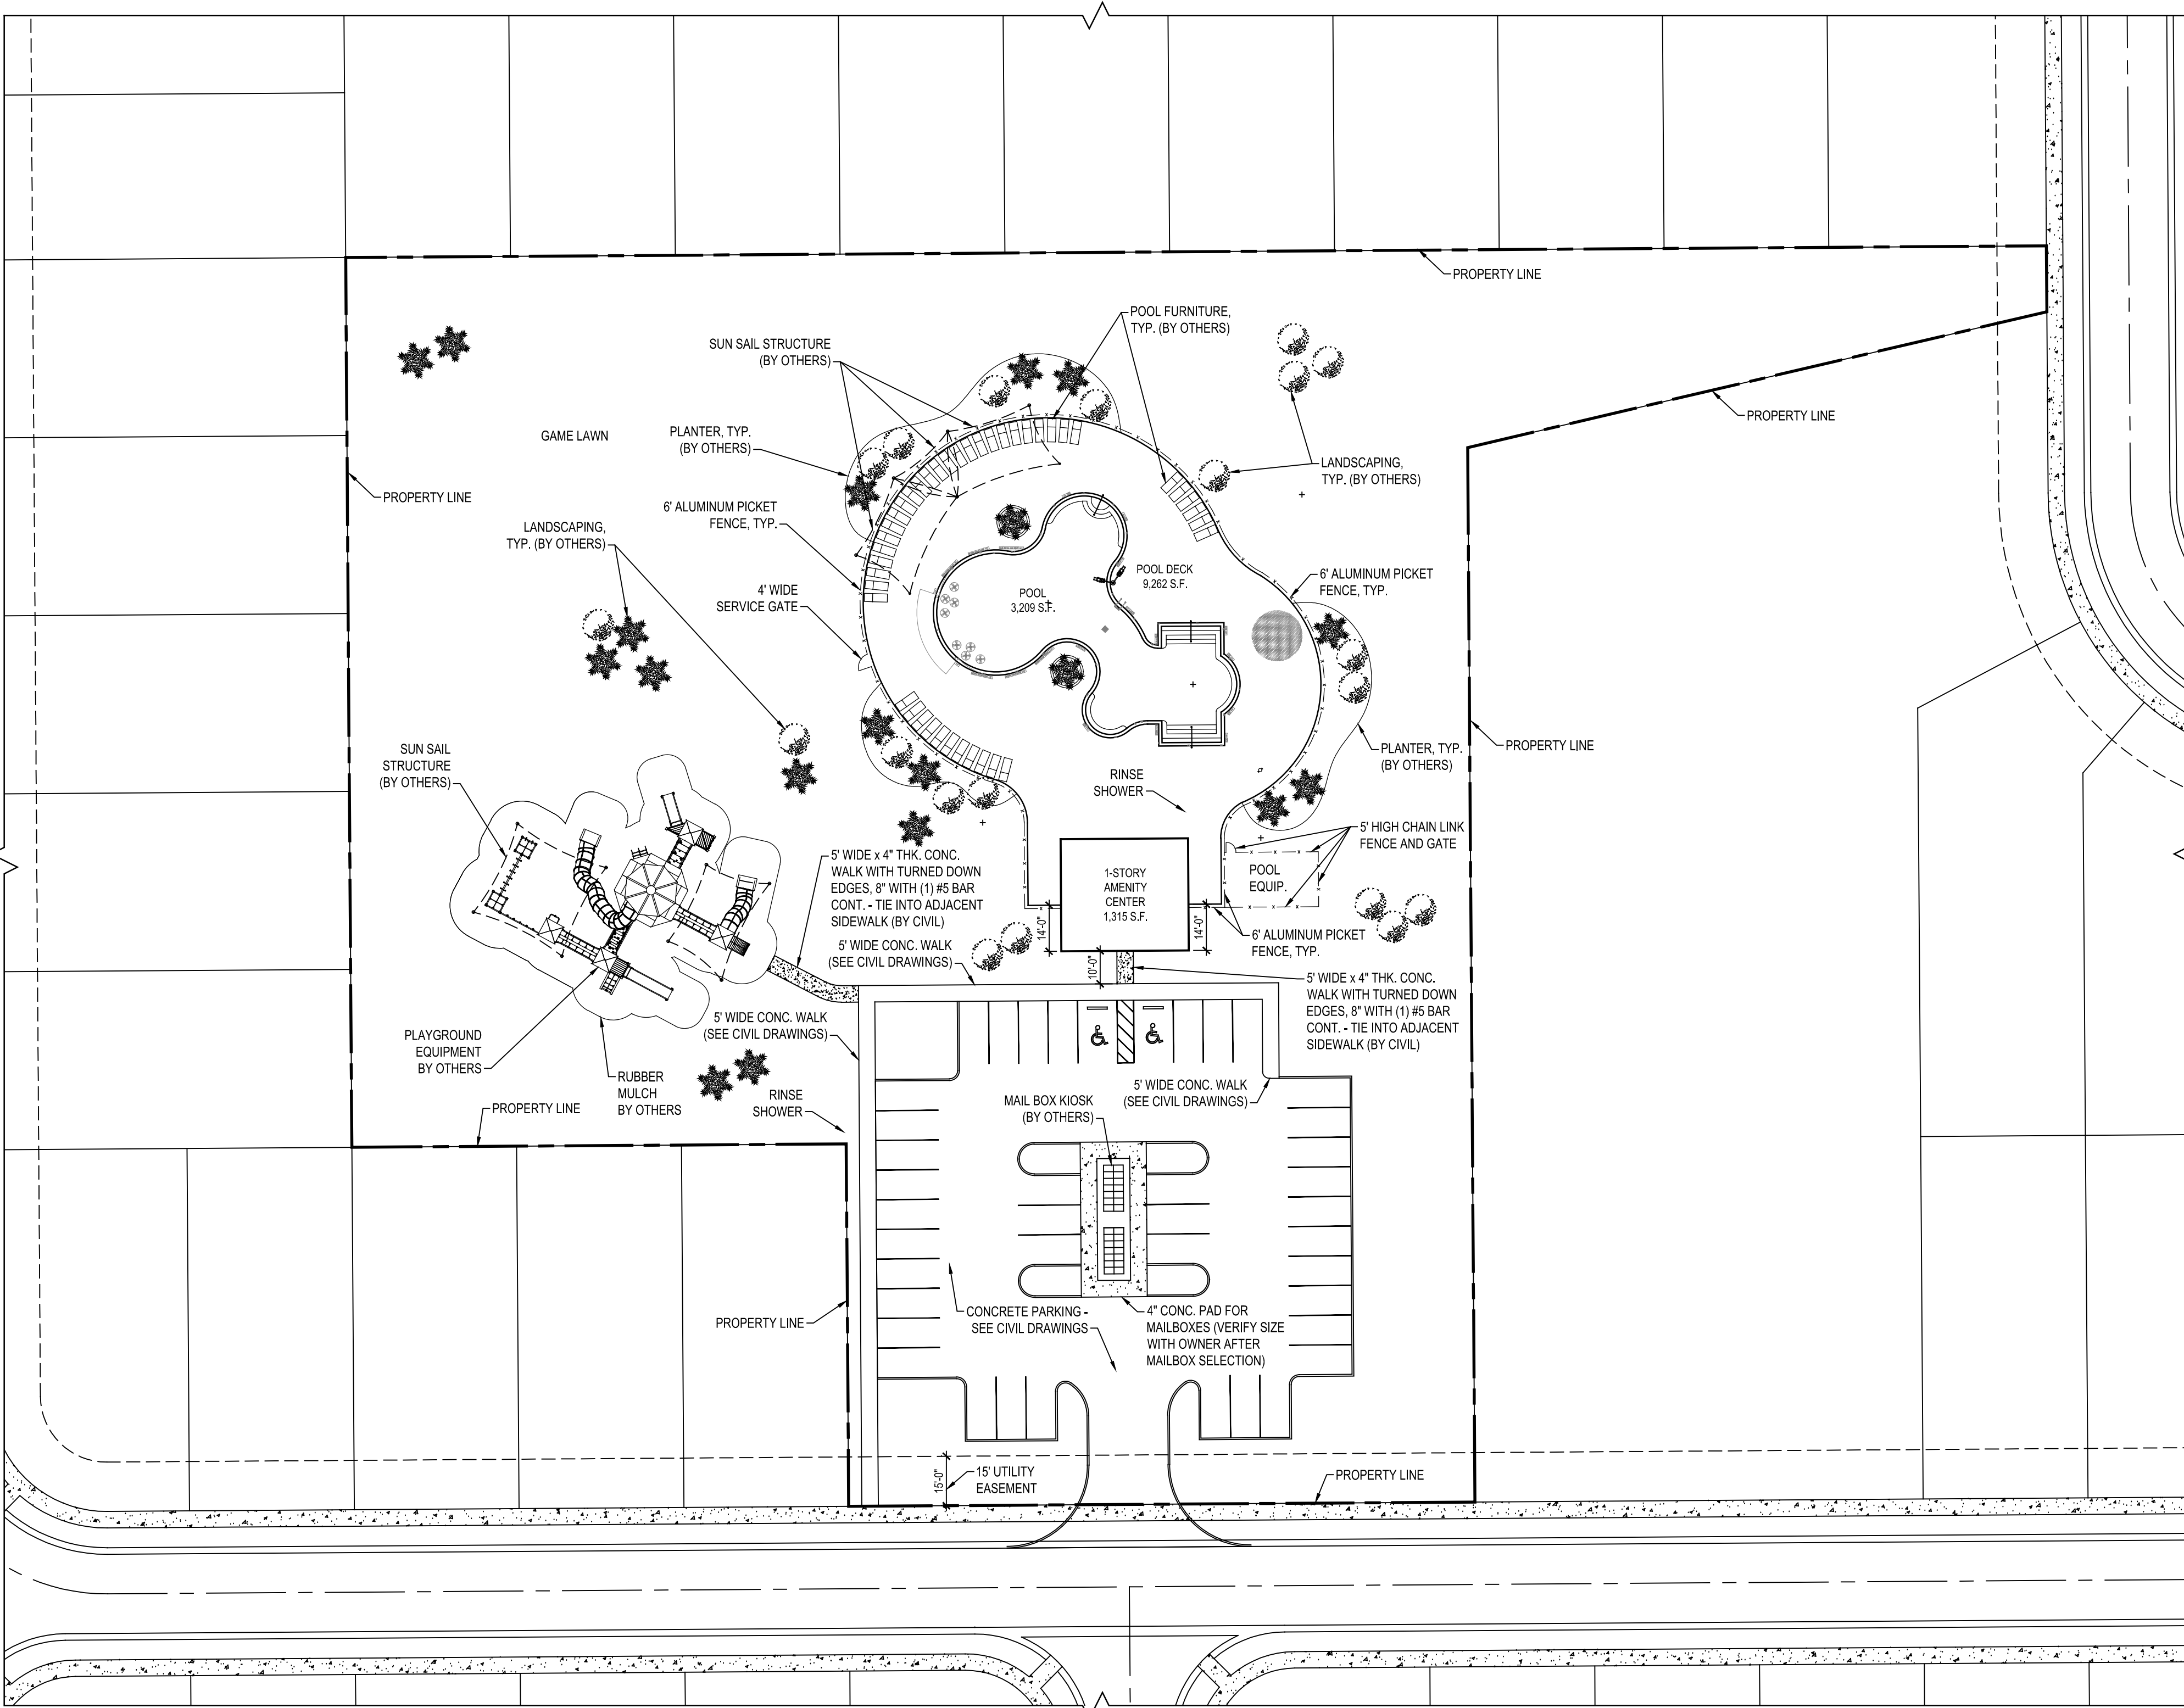 PROPERTY LINE
POOL FURNITURE,
TYP. (BY OTHERS)
SUN SAIL STRUCTURE
(BY OTHERS)
PROPERTY LINE
GAME LAWN
PLANTER, TYP.
(BY OTHERS)
LANDSCAPING,
TYP. (BY OTHERS)
PROPERTY LINE
6' ALUMINUM PICKET
FENCE, TYP.
LANDSCAPING,
TYP. (BY OTHERS)
POOL DECK
9,262 S.F.
6' ALUMINUM PICKET
FENCE, TYP.
4' WIDE
SERVICE GATE
POOL
3,209 S.F.
SUN SAIL
STRUCTURE
(BY OTHERS)
PLANTER, TYP.
(BY OTHERS)
PROPERTY LINE
RINSE
SHOWER
5' HIGH CHAIN LINK
FENCE AND GATE
5' WIDE x 4" THK. CONC.
WALK WITH TURNED DOWN
EDGES, 8" WITH (1) #5 BAR
CONT. - TIE INTO ADJACENT
SIDEWALK (BY CIVIL)
1-STORY
AMENITY
CENTER
1,315 S.F.
POOL
EQUIP.
14'-0"
14'-0"
6' ALUMINUM PICKET
FENCE, TYP.
5' WIDE CONC. WALK
(SEE CIVIL DRAWINGS)
10'-0"
5' WIDE x 4" THK. CONC.
WALK WITH TURNED DOWN
EDGES, 8" WITH (1) #5 BAR
CONT. - TIE INTO ADJACENT
SIDEWALK (BY CIVIL)
5' WIDE CONC. WALK
(SEE CIVIL DRAWINGS)
PLAYGROUND
EQUIPMENT
BY OTHERS
RUBBER
MULCH
BY OTHERS
RINSE
SHOWER
MAIL BOX KIOSK
(BY OTHERS)
5' WIDE CONC. WALK
(SEE CIVIL DRAWINGS)
PROPERTY LINE
PROPERTY LINE
CONCRETE PARKING -
SEE CIVIL DRAWINGS
4" CONC. PAD FOR
MAILBOXES (VERIFY SIZE
WITH OWNER AFTER
MAILBOX SELECTION)
15'-0"
15' UTILITY
EASEMENT
PROPERTY LINE